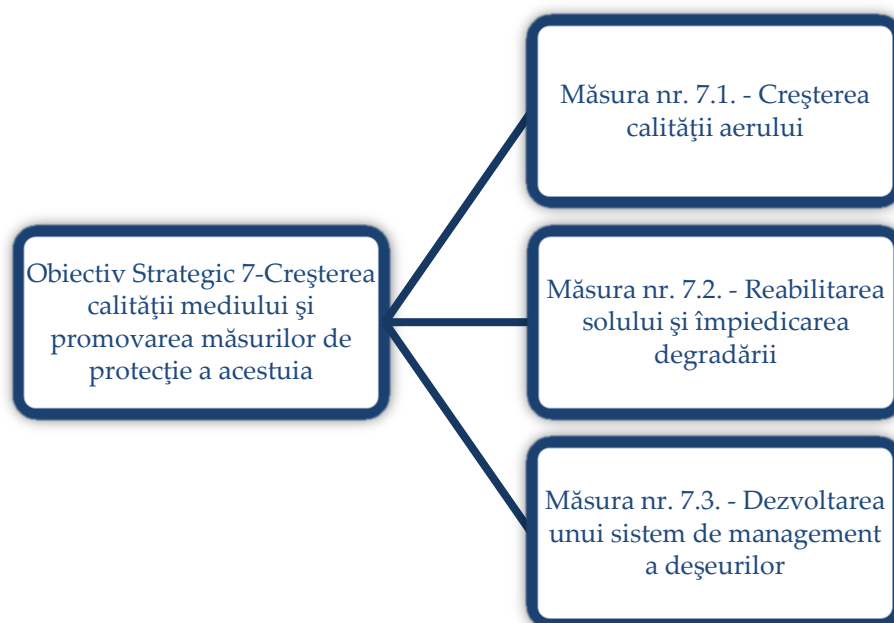 Măsura nr. 7.1. - Creşterea
calităţii aerului
Obiectiv Strategic 7-Creşterea
calităţii mediului şi
promovarea măsurilor de
protecţie a acestuia
Măsura nr. 7.2. - Reabilitarea
solului şi împiedicarea
degradării
Măsura nr. 7.3. - Dezvoltarea
unui sistem de management
a deşeurilor